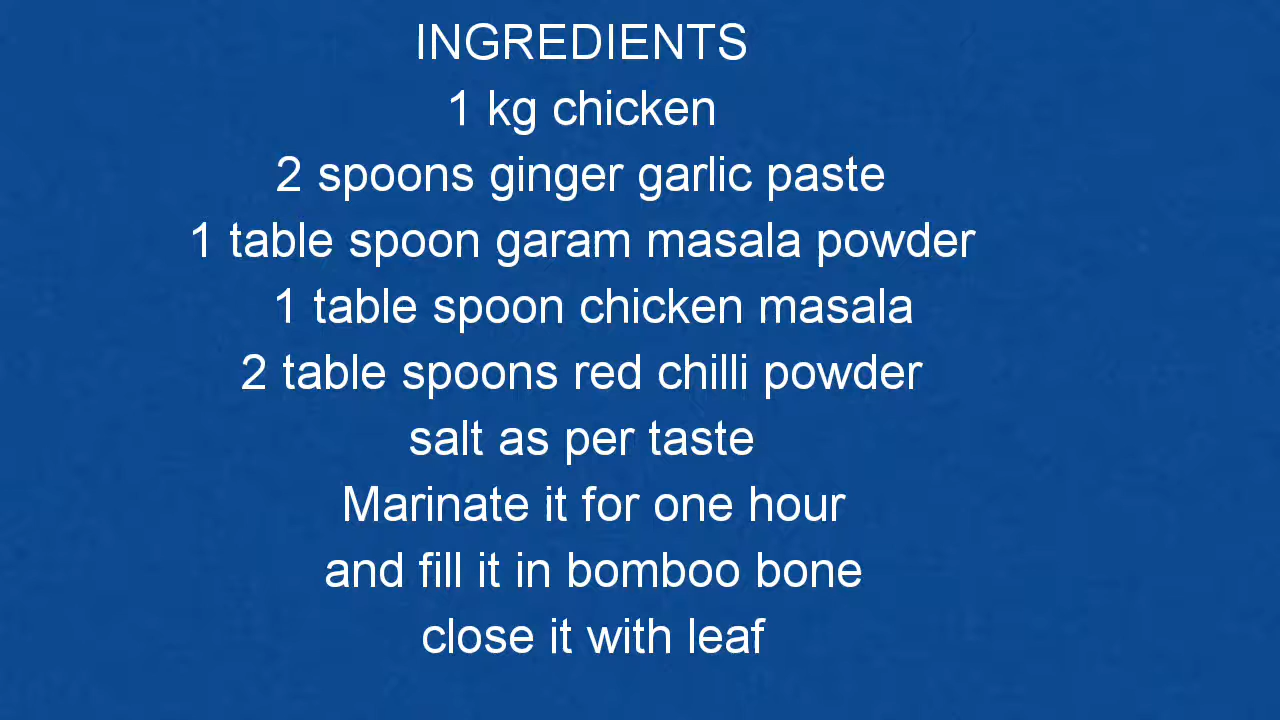 INGREDIENTS
1 kg chicken
2 spoons ginger garlic paste
1 table spoon garam masala powder
1 table spoon chicken masala
2 table spoons red chilli powder
salt as per taste
Marinate it for one hour
and fill it in bomboo bone
close it with leaf